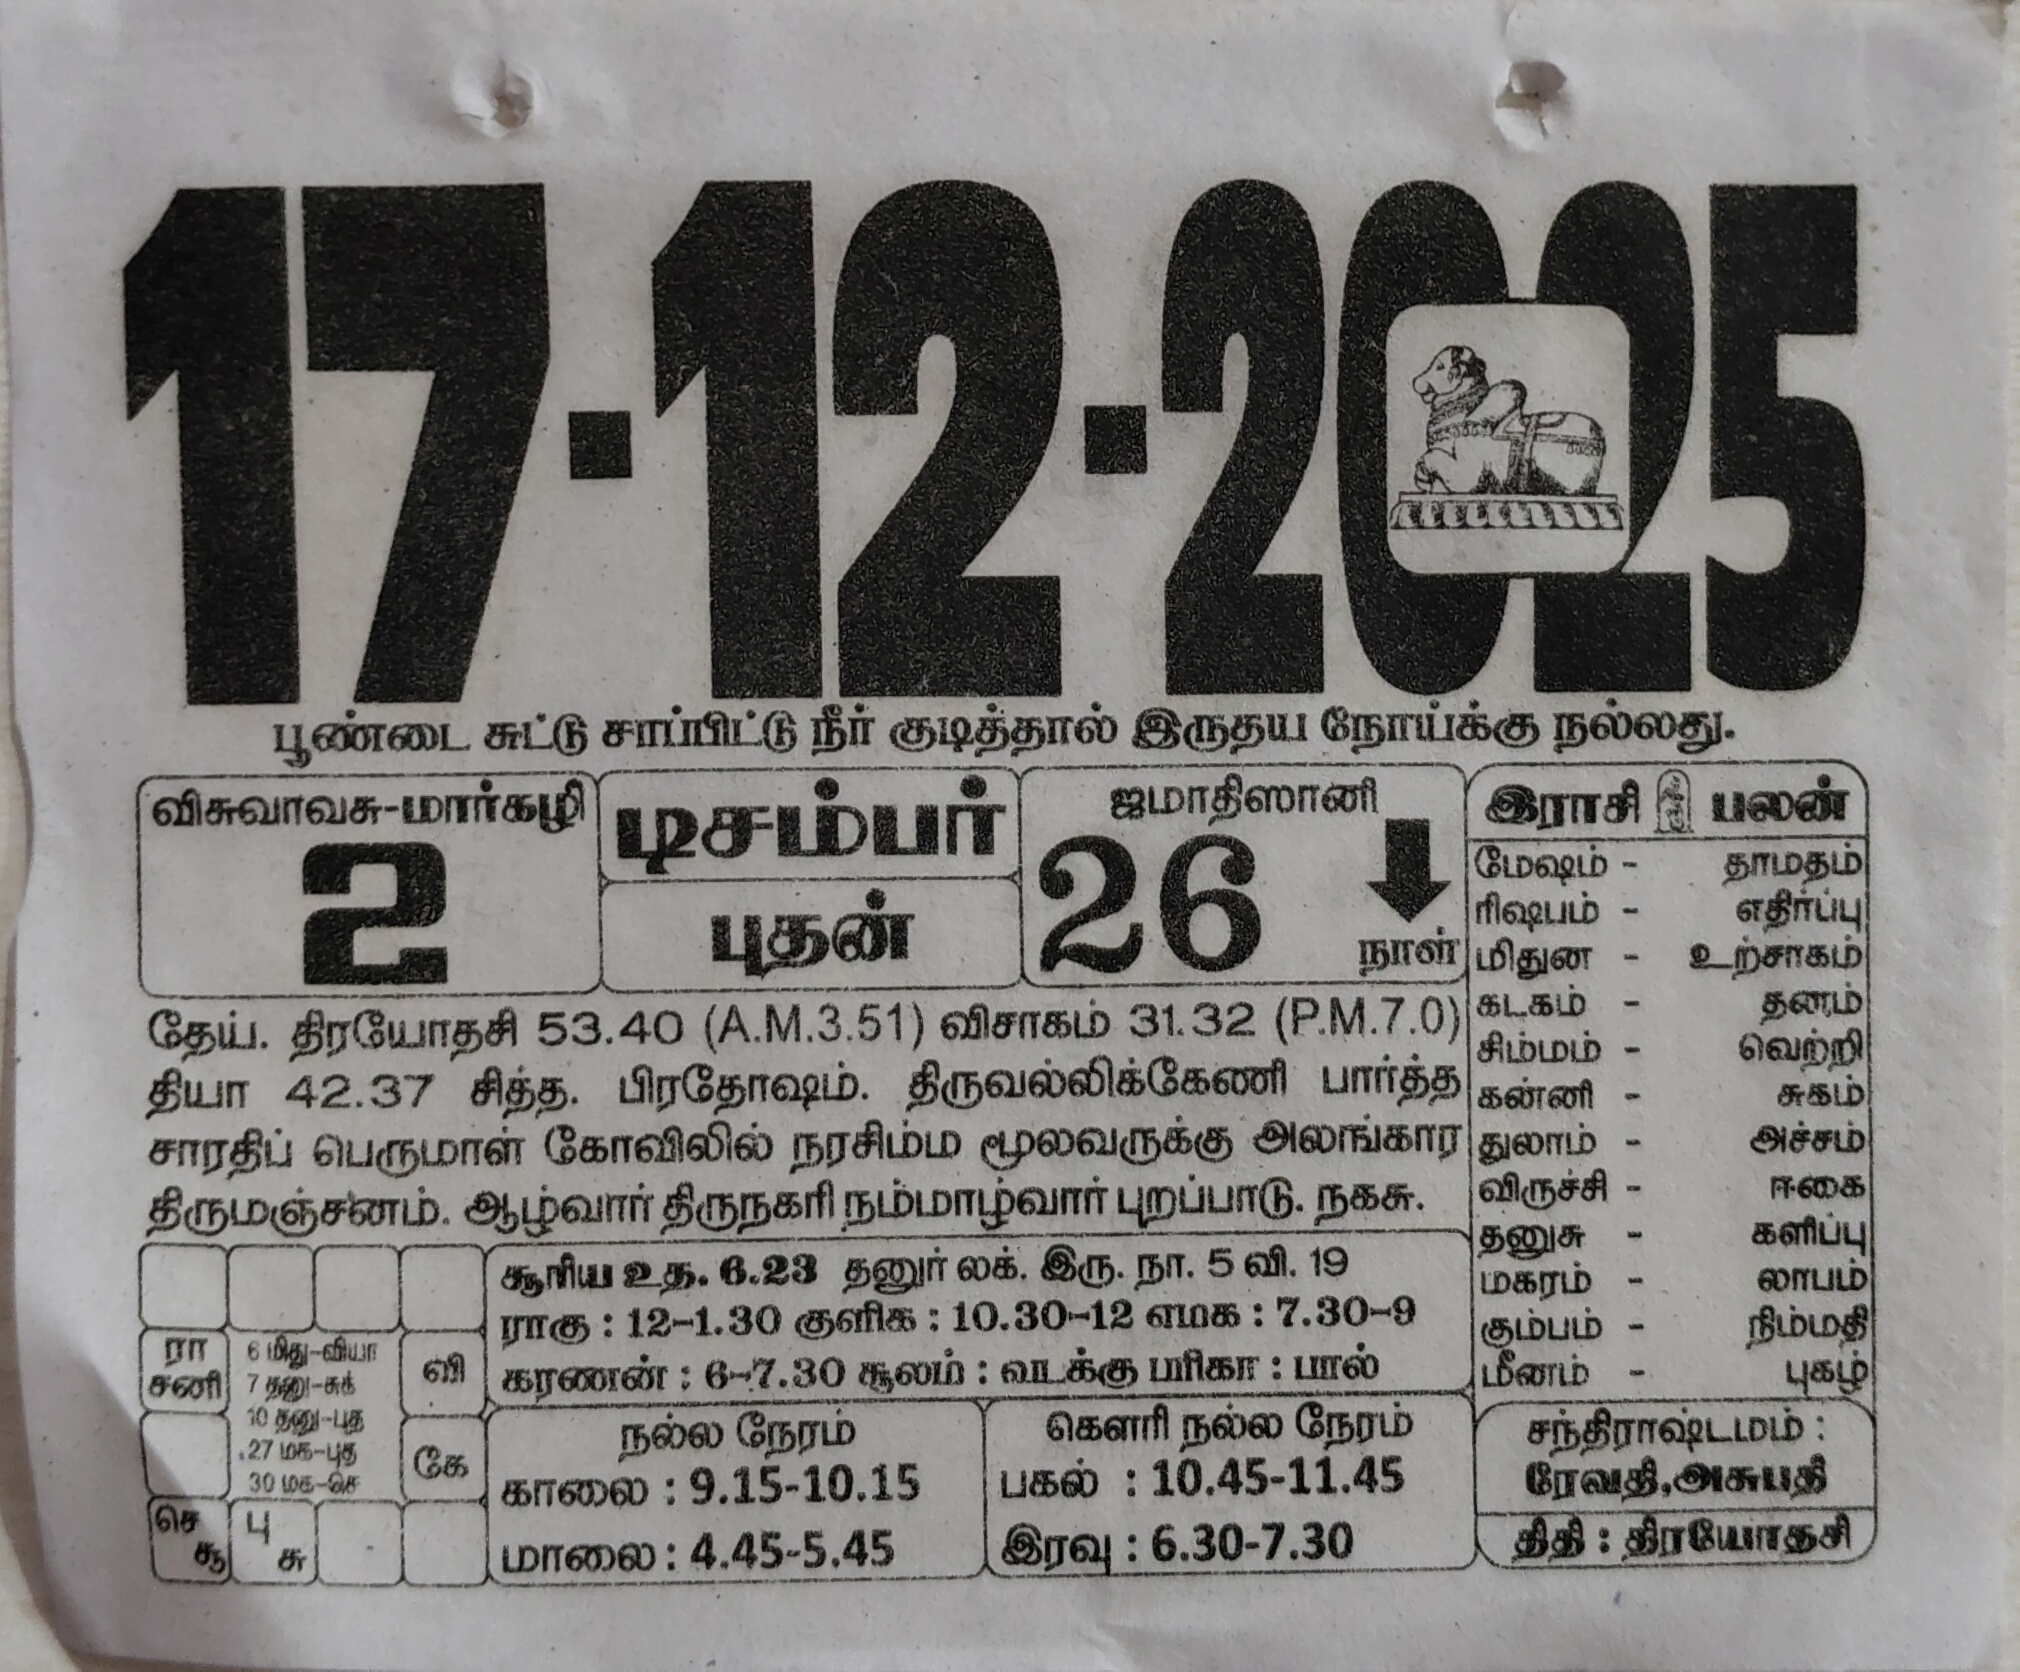 17-12-2025
பூண்டை சுட்டு சாப்பிட்டு நீர் குடித்தால் இருதய நோய்க்கு நல்லது.
விசுவாவசு-மார்கழி
2
டிசம்பர்
புதன்
ஜமாதிஸானி
26
நாள்
தேய். திரயோதசி 53.40 (A.M.3.51) விசாகம் 31.32 (P.M.7.0)
தியா 42.37 சித்த. பிரதோஷம். திருவல்லிக்கேணி பார்த்த
சாரதிப் பெருமாள் கோவிலில் நரசிம்ம மூலவருக்கு அலங்கார
திருமஞ்சனம். ஆழ்வார் திருநகரி நம்மாழ்வார் புறப்பாடு. நகசு.
இராசி பலன்
மேஷம் - தாமதம்
ரிஷபம் - எதிர்ப்பு
மிதுன - உற்சாகம்
கடகம் - தனம்
சிம்மம் - வெற்றி
கன்னி - சுகம்
துலாம் - அச்சம்
விருச்சி - ஈகை
தனுசு - களிப்பு
மகரம் - லாபம்
கும்பம் - நிம்மதி
மீனம் - புகழ்
ரா
சனி
6 மிது-வியா
7 தனு-சுக்
10 தனு-புத
.27 மக-புத
30 மக-செ
வி
கே
செ
சூ
பு
சு
சூரிய உத. 6.23 தனுர் லக். இரு. நா. 5 வி. 19
ராகு : 12-1.30 குளிக : 10.30-12 எமக : 7.30-9
கரணன் : 6-7.30 சூலம் : வடக்கு பரிகா : பால்
நல்ல நேரம்
காலை : 9.15-10.15
மாலை : 4.45-5.45
கௌரி நல்ல நேரம்
பகல் : 10.45-11.45
இரவு : 6.30-7.30
சந்திராஷ்டமம் :
ரேவதி,அசுபதி
திதி : திரயோதசி